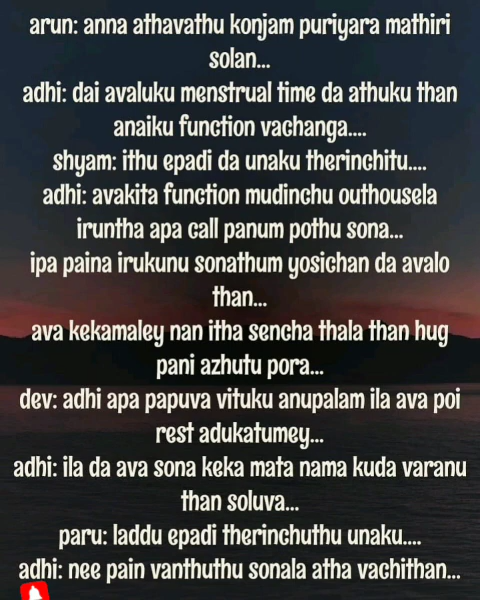 arun: anna athavathu konjam puriyara mathiri
solan...
adhi: dai avaluku menstrual time da athuku than
anaiku function vachanga....
shyam: ithu epadi da unaku therinchitu....
adhi: avakita function mudinchu outhousela
iruntha apa call panum pothu sona...
ipa paina irukunu sonathum yosichan da avalo
than...
ava kekamaley nan itha sencha thala than hug
pani azhutu pora...
dev: adhi apa papuva vituku anupalam ila ava poi
rest adukatumey...
adhi: ila da ava sona keka mata nama kuda varanu
than soluva...
paru: laddu epadi therinchuthu unaku....
adhi: nee pain vanthuthu sonala atha vachithan...